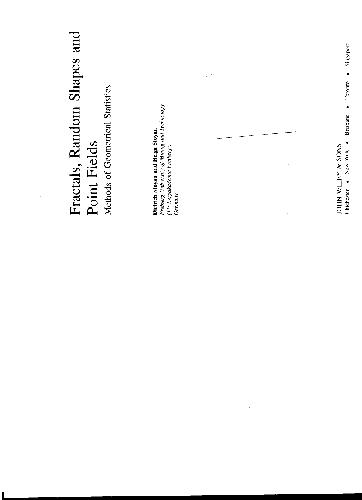 Fractals, Random Shapes and
Point Fields
Methods of Geometrical Statistics
Dietrich Stoyan and Helga Stoyan
Freiberg University of Mining and Technology
Germany
JOHN WILEY & SONS
Chichester • New York • Brisbane • Toronto • Singapore